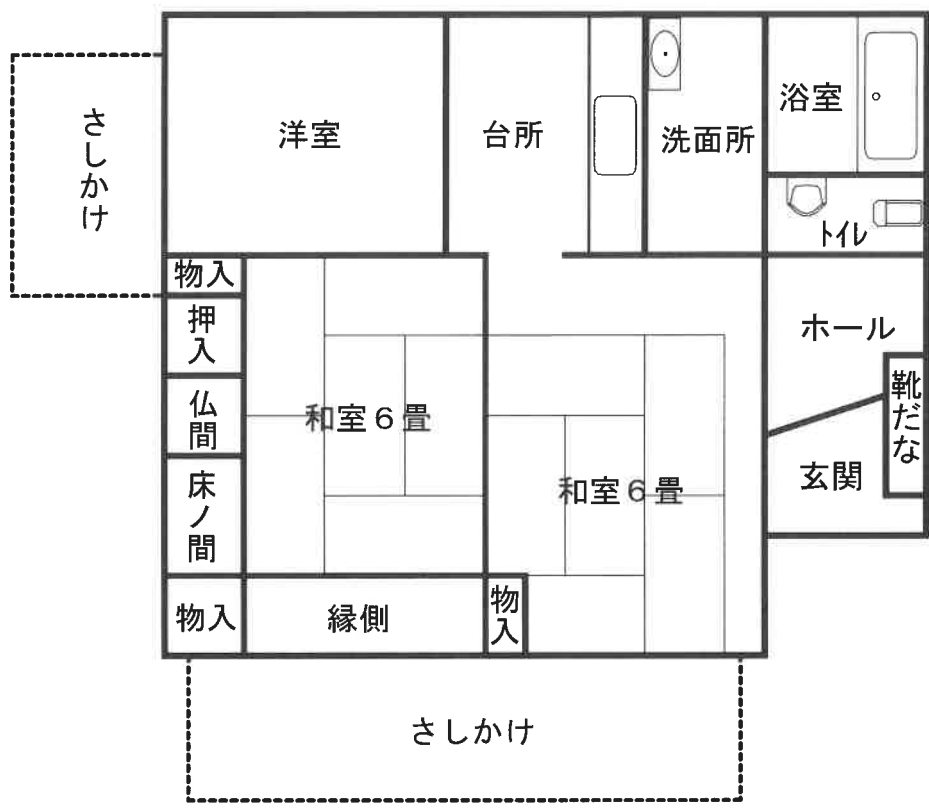 さしかけ
洋室
台所
洗面所
浴室
トイレ
物入
押入
仏間
床ノ間
物入
和室6畳
縁側
和室6畳
物入
ホール
靴だな
玄関
さしかけ